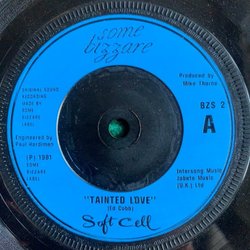 some
bizzare
ORIGINAL SOUND
RECORDING
MADE BY
SOME
BIZZARE
LABEL
Produced by
Mike Thorne
BZS 2
A
Engineered by
Paul Hardiman
(P) 1981
SOME
BIZZARE
LABEL
Intersong Music
Jobete Music
(U.K.) Ltd
"TAINTED LOVE"
(Ed Cobb)
Soft Cell